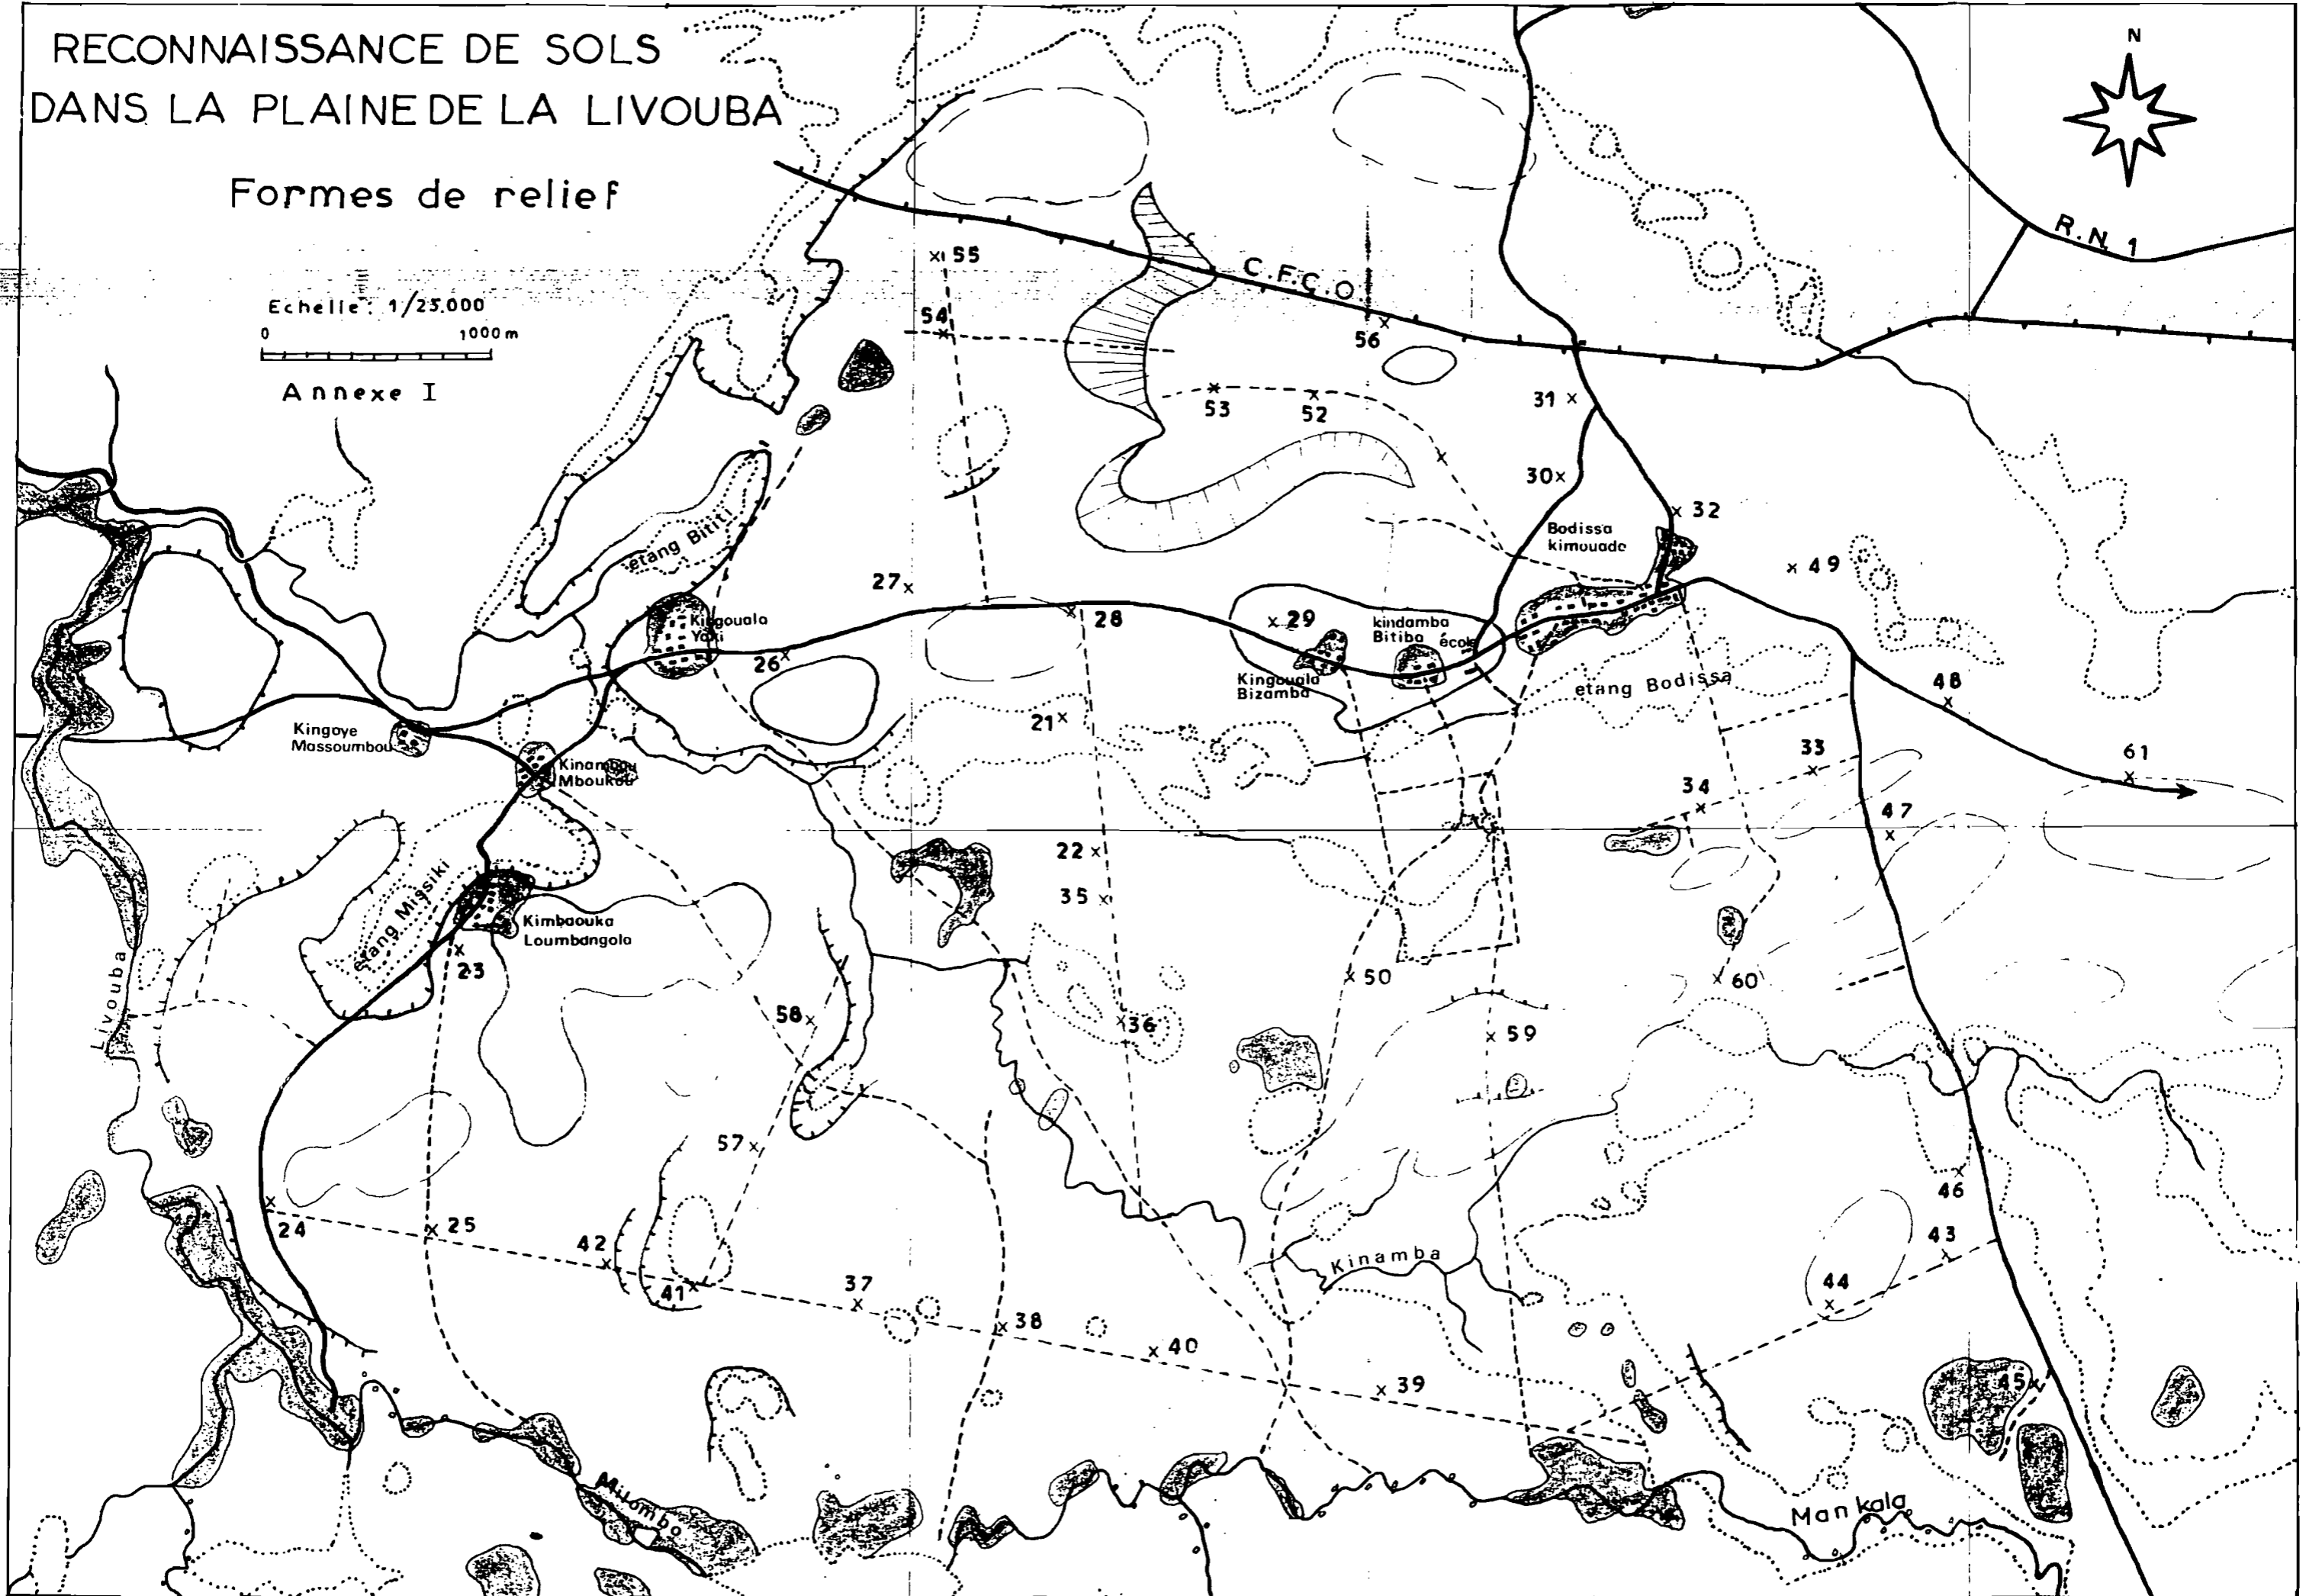 RECONNAISSANCE DE SOLS
DANS LA PLAINE DE LA LIVOUBA
Formes de relief
Echelle : 1/25.000
0 1000 m
Annexe I
N
R.N. 1
C.F.C.O
55
54
56
53
52
31
30
32
Bodissa
kimouado
49
etang Bititi
27
28
29
kindamba
Bitiba
école
Kingouala
Yaki
26
Kingouala
Bizamba
etang Bodissa
48
21
Kingoye
Massoumbou
Kinambou
Mboukou
33
61
34
47
22
35
etang Missiki
Kimbaouka
Loumbangola
23
50
60
Livouba
58
36
59
57
46
24
25
42
43
Kinamba
41
37
44
38
40
39
45
Milombo
Mankala